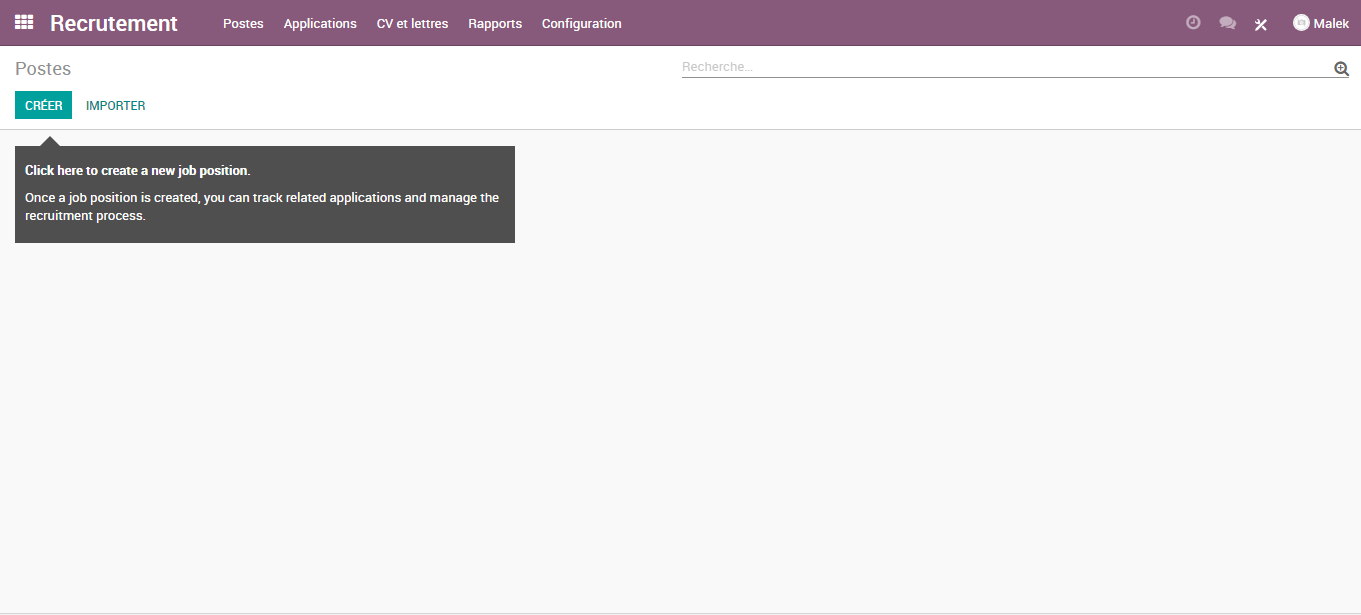 Recrutement Postes Applications CV et lettres Rapports Configuration Malek
Postes
Recherche...
CRÉER IMPORTER
Click here to create a new job position.
Once a job position is created, you can track related applications and manage the
recruitment process.